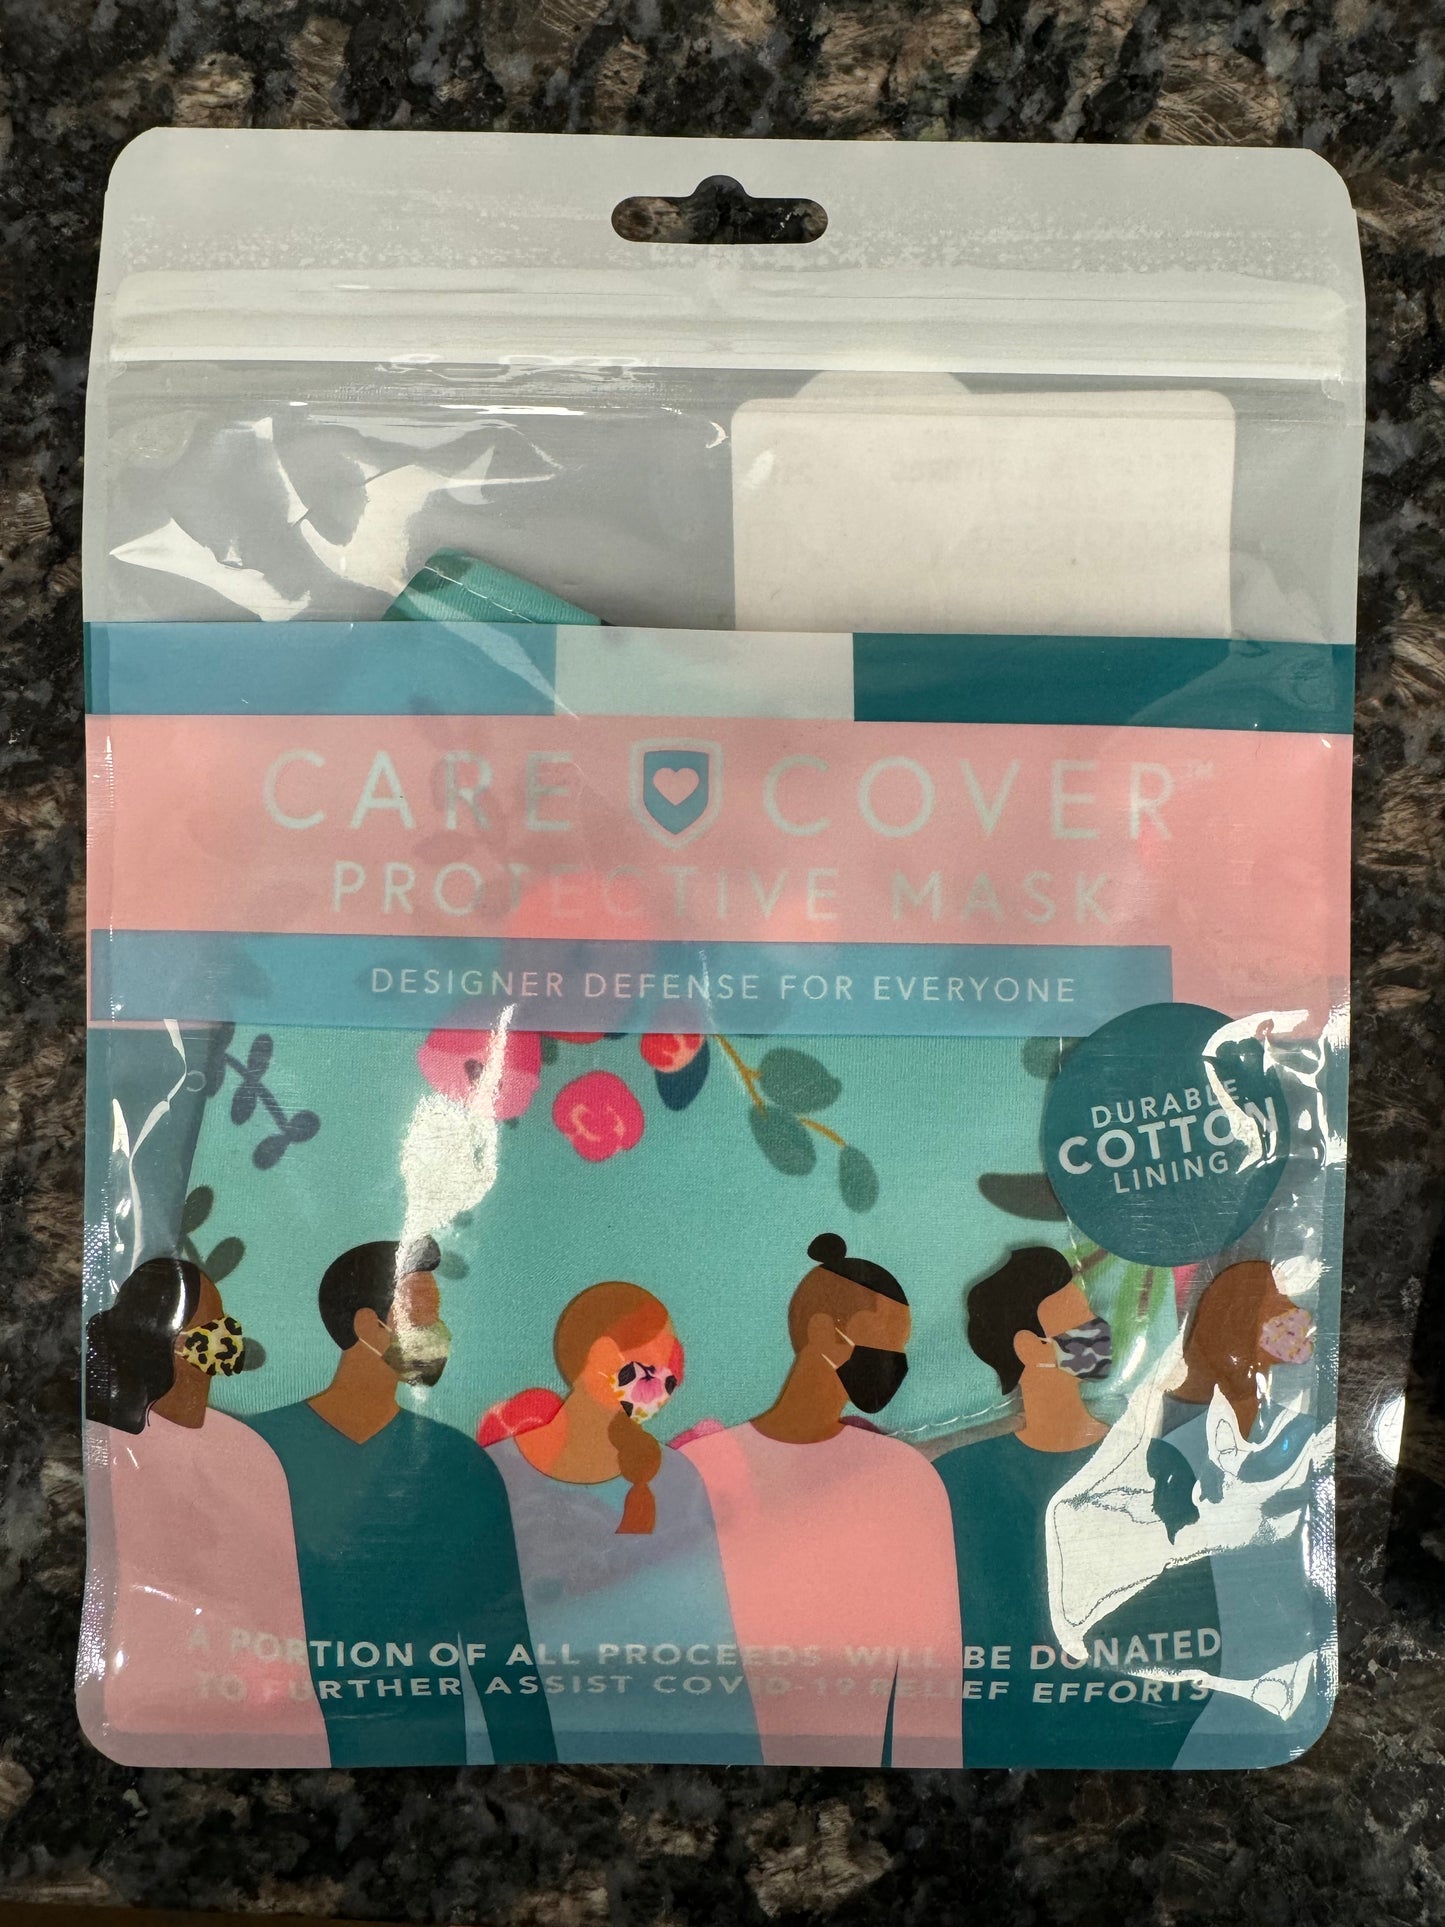 CARE COVER™
PROTECTIVE MASK
DESIGNER DEFENSE FOR EVERYONE
DURABLE
COTTON
LINING
A PORTION OF ALL PROCEEDS WILL BE DONATED
TO FURTHER ASSIST COVID-19 RELIEF EFFORTS